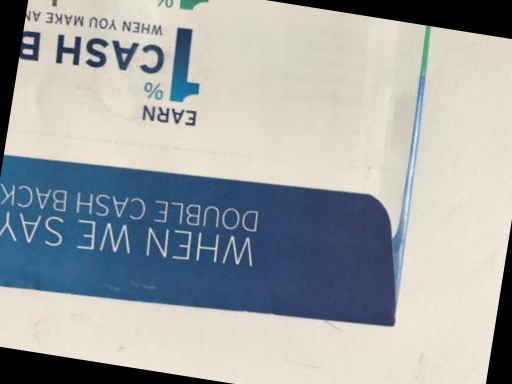 WHEN WE SAY
DOUBLE CASH BACK
EARN
1% CASH B
WHEN YOU MAKE AN
%